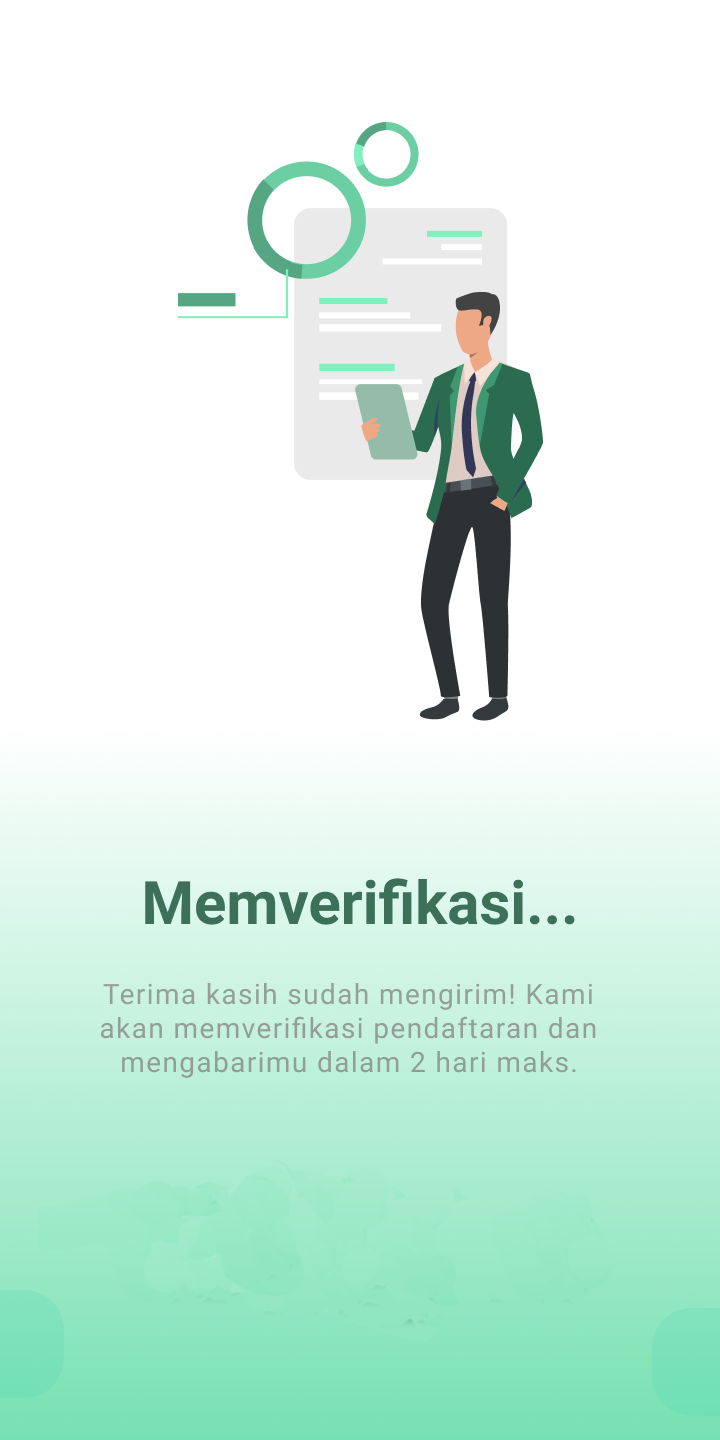 Memverifikasi...
Terima kasih sudah mengirim! Kami
akan memverifikasi pendaftaran dan
mengabarimu dalam 2 hari maks.